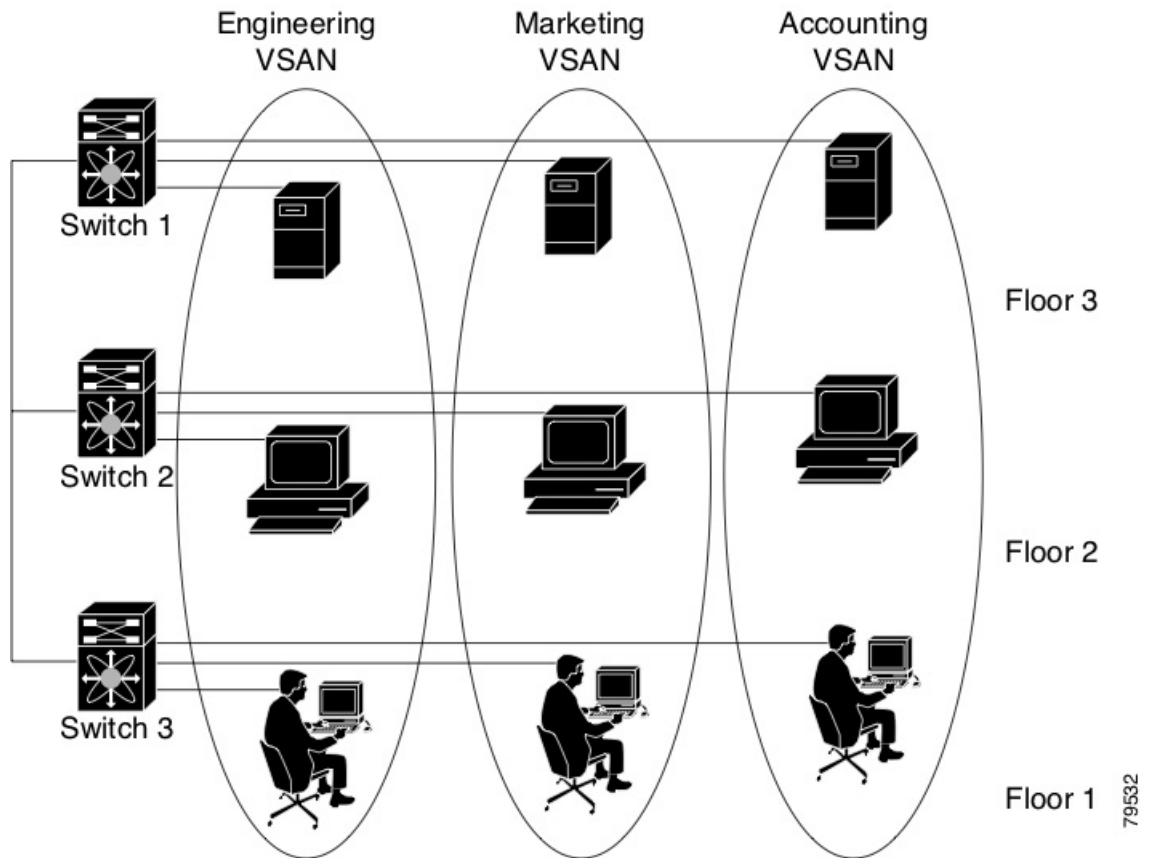 Engineering
VSAN
Marketing
VSAN
Accounting
VSAN
Switch 1
Floor 3
Switch 2
Floor 2
Switch 3
Floor 1
79532